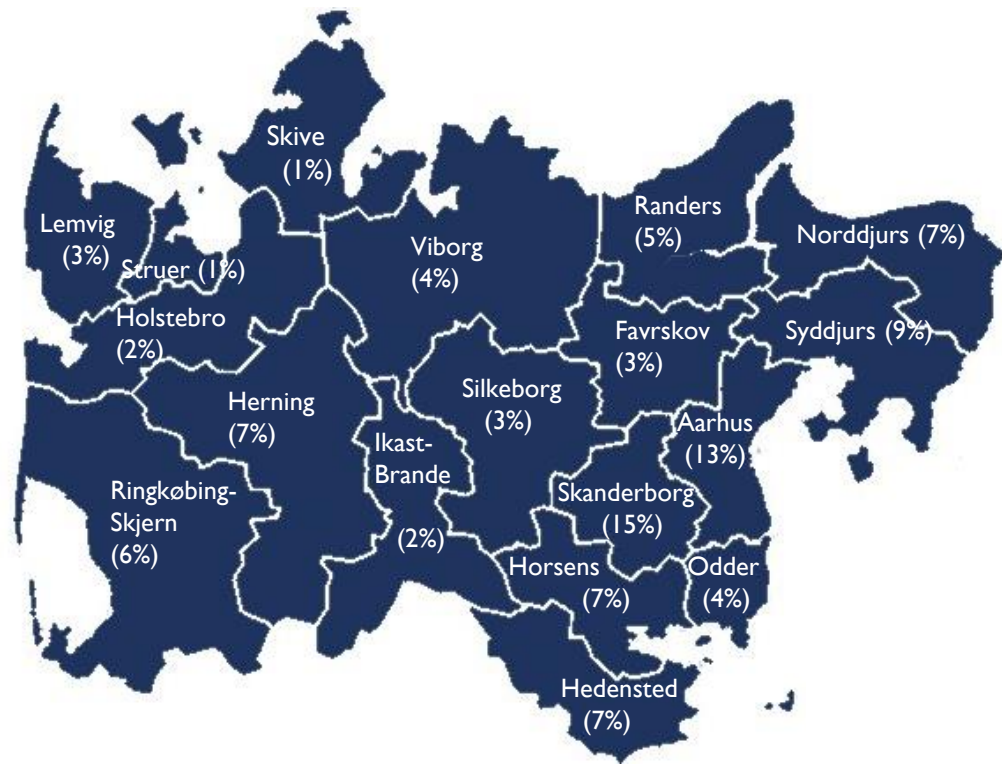 Skive
(1%)
Lemvig
(3%)
Struer (1%)
Holstebro
(2%)
Viborg
(4%)
Randers
(5%)
Norddjurs (7%)
Favrskov
(3%)
Syddjurs (9%)
Herning
(7%)
Silkeborg
(3%)
Ikast-
Brande
(2%)
Aarhus
(13%)
Ringkøbing-
Skjern
(6%)
Skanderborg
(15%)
Horsens
(7%)
Odder
(4%)
Hedensted
(7%)